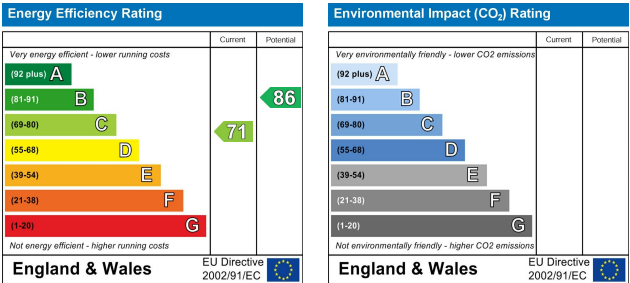 Energy Efficiency Rating
Current Potential
Very energy efficient - lower running costs
(92 plus) A
(81-91) B
86
(69-80) C
71
(55-68) D
(39-54) E
(21-38) F
(1-20) G
Not energy efficient - higher running costs
England & Wales
EU Directive
2002/91/EC
Environmental Impact (CO₂) Rating
Current Potential
Very environmentally friendly - lower CO2 emissions
(92 plus) A
(81-91) B
(69-80) C
(55-68) D
(39-54) E
(21-38) F
(1-20) G
Not environmentally friendly - higher CO2 emissions
England & Wales
EU Directive
2002/91/EC